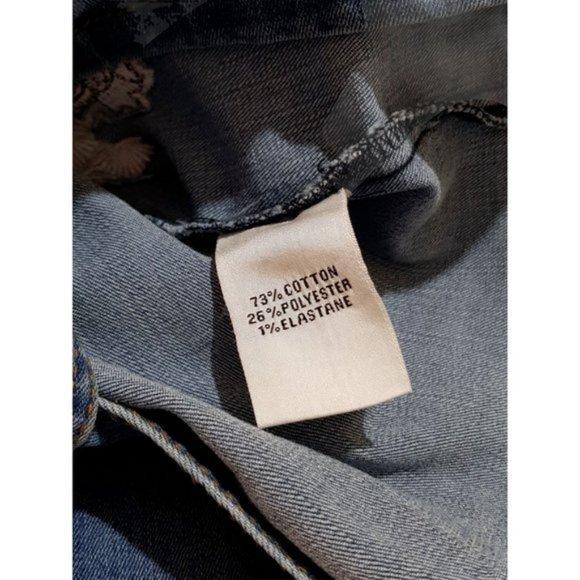 73% COTTON
26% POLYESTER
1% ELASTANE